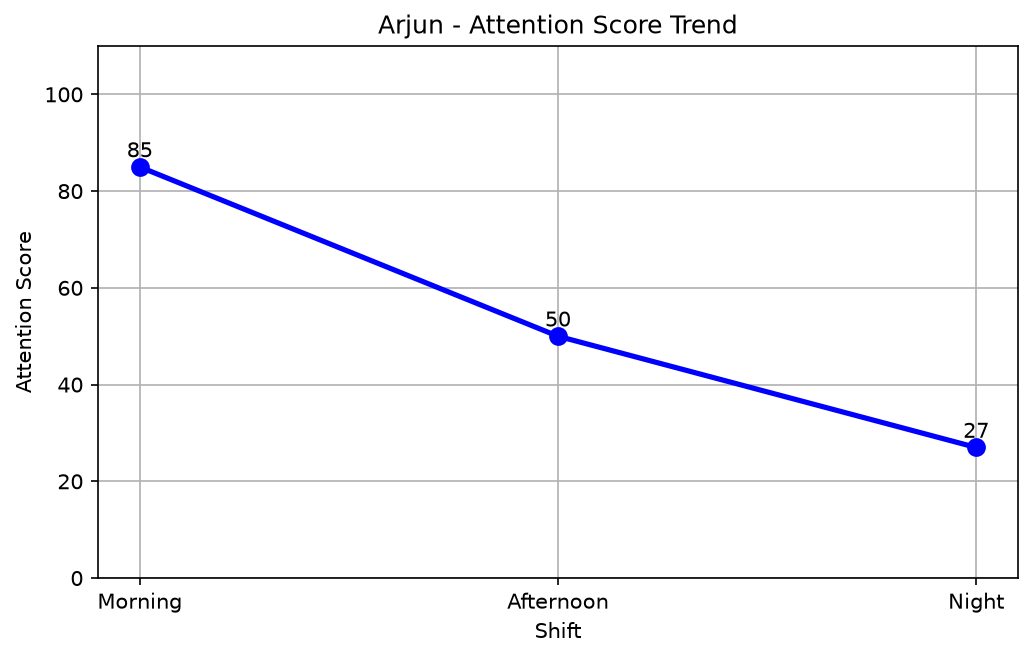 Arjun - Attention Score Trend
Attention Score
100
80
60
40
20
0
85
50
27
Morning
Afternoon
Night
Shift